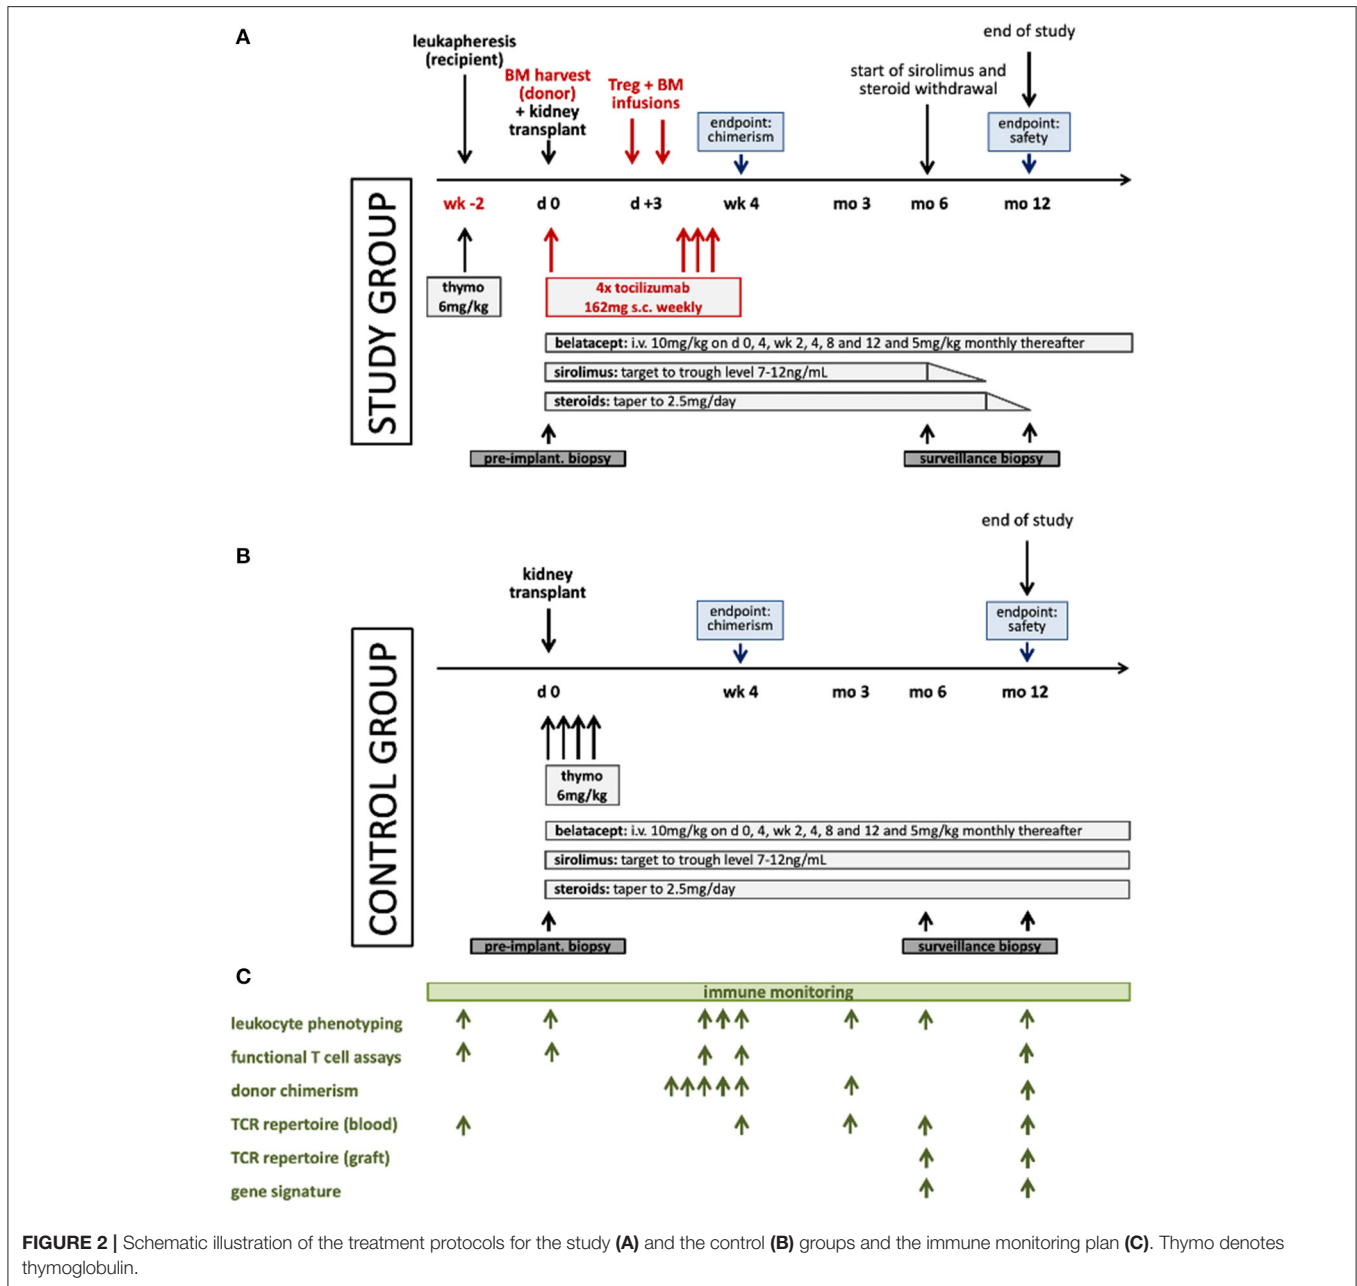 A
leukapheresis
(recipient)
BM harvest
(donor)
+ kidney
transplant
Treg + BM
infusions
endpoint:
chimerism
start of sirolimus and
steroid withdrawal
end of study
endpoint:
safety
STUDY GROUP
wk -2
d 0
d +3
wk 4
mo 3
mo 6
mo 12
thymo
6mg/kg
4x tocilizumab
162mg s.c. weekly
belatacept: i.v. 10mg/kg on d 0, 4, wk 2, 4, 8 and 12 and 5mg/kg monthly thereafter
sirolimus: target to trough level 7-12ng/mL
steroids: taper to 2.5mg/day
pre-implant. biopsy
surveillance biopsy
B
kidney
transplant
endpoint:
chimerism
end of study
endpoint:
safety
CONTROL GROUP
d 0
wk 4
mo 3
mo 6
mo 12
thymo
6mg/kg
belatacept: i.v. 10mg/kg on d 0, 4, wk 2, 4, 8 and 12 and 5mg/kg monthly thereafter
sirolimus: target to trough level 7-12ng/mL
steroids: taper to 2.5mg/day
pre-implant. biopsy
surveillance biopsy
C
immune monitoring
leukocyte phenotyping
functional T cell assays
donor chimerism
TCR repertoire (blood)
TCR repertoire (graft)
gene signature
FIGURE 2 | Schematic illustration of the treatment protocols for the study (A) and the control (B) groups and the immune monitoring plan (C). Thymo denotes
thymoglobulin.